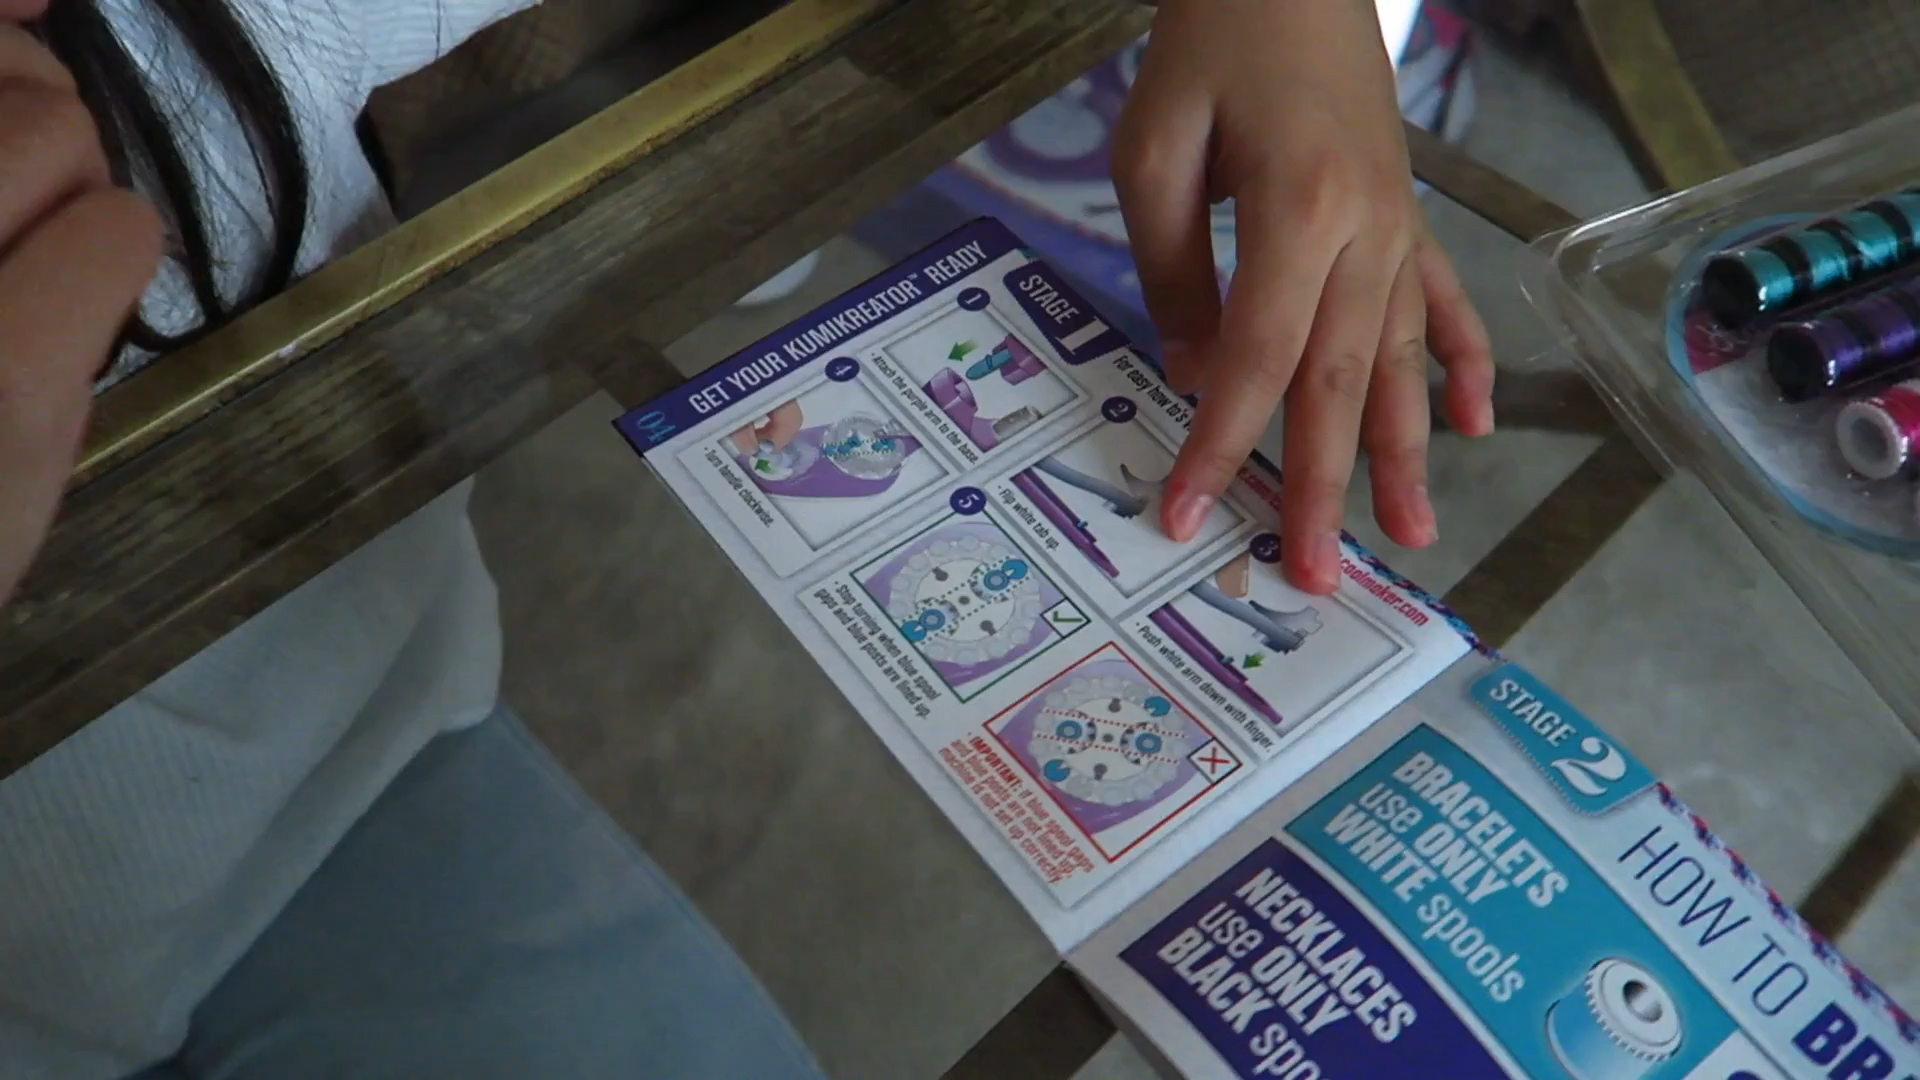 04
GET YOUR KUMIKREATOR™ READY
STAGE 1
For easy how to's
coolmaker.com
1
· Attach the purple arm to the base.
2
· Flip white tab up.
3
· Push white arm down with finger.
4
· Turn handle clockwise.
5
· Stop turning when blue spool
gaps and blue posts are lined up.
· IMPORTANT: If blue spool gaps
and blue posts are not lined up,
machine is not set up correctly.
STAGE 2
HOW TO
BRACELETS
use ONLY
WHITE spools
NECKLACES
use ONLY
BLACK